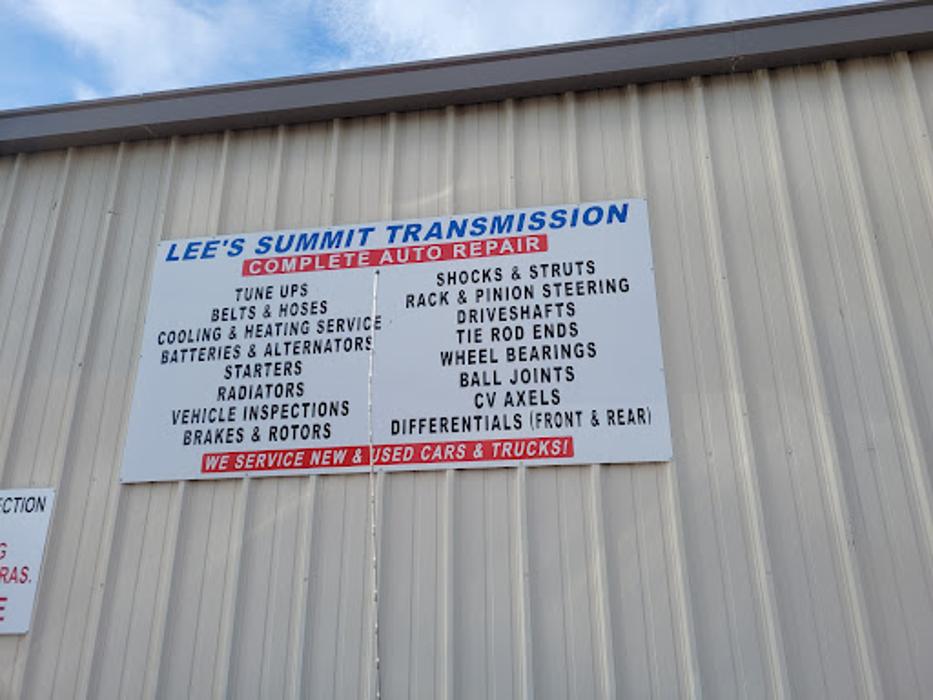 LEE'S SUMMIT TRANSMISSION
COMPLETE AUTO REPAIR
TUNE UPS
BELTS & HOSES
COOLING & HEATING SERVICE
BATTERIES & ALTERNATORS
STARTERS
RADIATORS
VEHICLE INSPECTIONS
BRAKES & ROTORS
SHOCKS & STRUTS
RACK & PINION STEERING
DRIVESHAFTS
TIE ROD ENDS
WHEEL BEARINGS
BALL JOINTS
CV AXELS
DIFFERENTIALS (FRONT & REAR)
WE SERVICE NEW & USED CARS & TRUCKS!
ECTION
G
RAS.
E